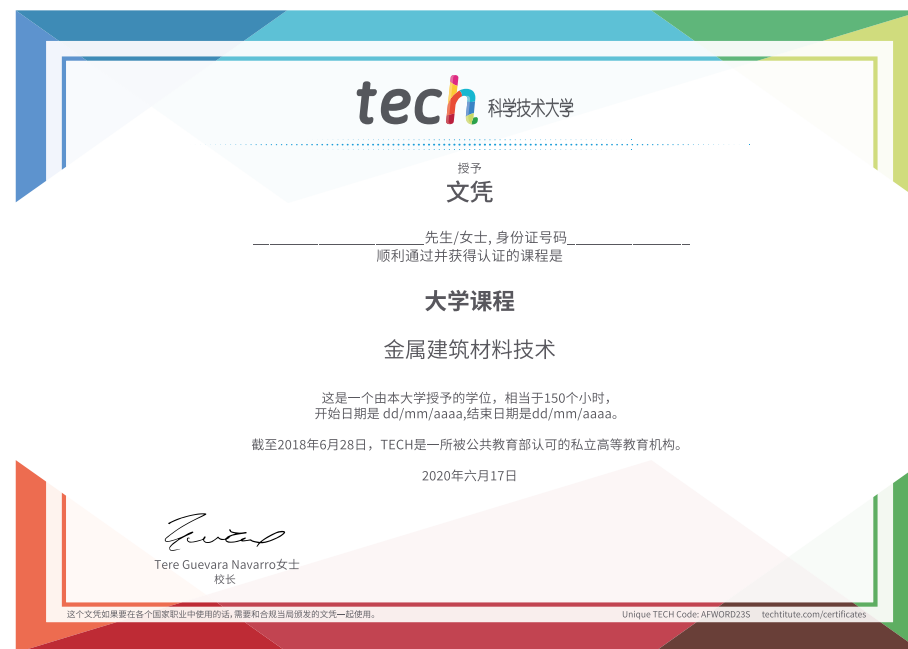 tech 科学技术大学
授予
文凭
___________________________先生/女士, 身份证号码___________________
顺利通过并获得认证的课程是
大学课程
金属建筑材料技术
这是一个由本大学授予的学位，相当于150个小时，
开始日期是 dd/mm/aaaa,结束日期是dd/mm/aaaa。
截至2018年6月28日，TECH是一所被公共教育部认可的私立高等教育机构。
2020年六月17日
Tere Guevara Navarro女士
校长
这个文凭如果要在各个国家职业中使用的话,需要和合规当局颁发的文凭一起使用。
Unique TECH Code: AFWORD23S techtitute.com/certificates